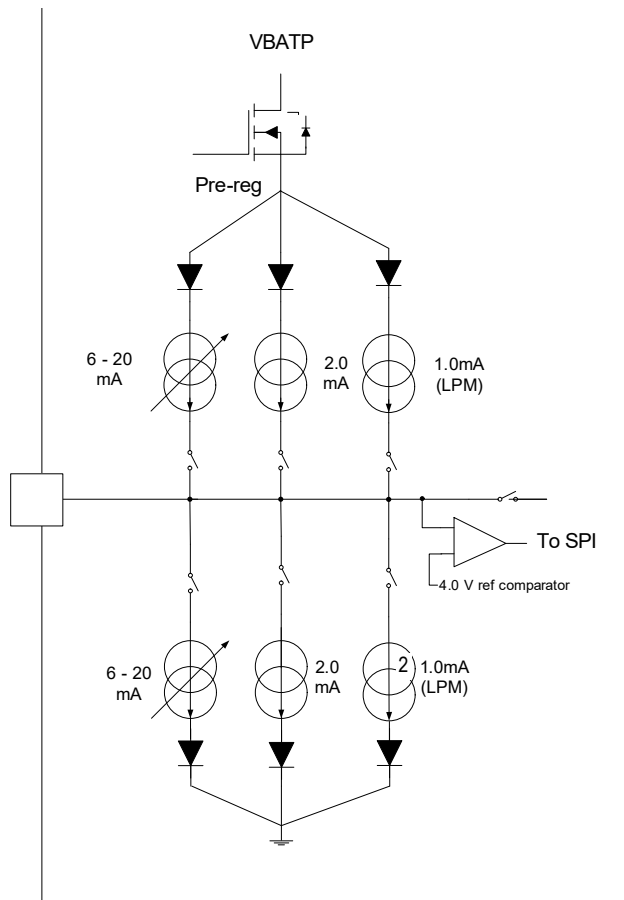 VBATP
Pre-reg
6 - 20
mA
2.0
mA
1.0mA
(LPM)
To SPI
4.0 V ref comparator
6 - 20
mA
2.0
mA
2
1.0mA
(LPM)